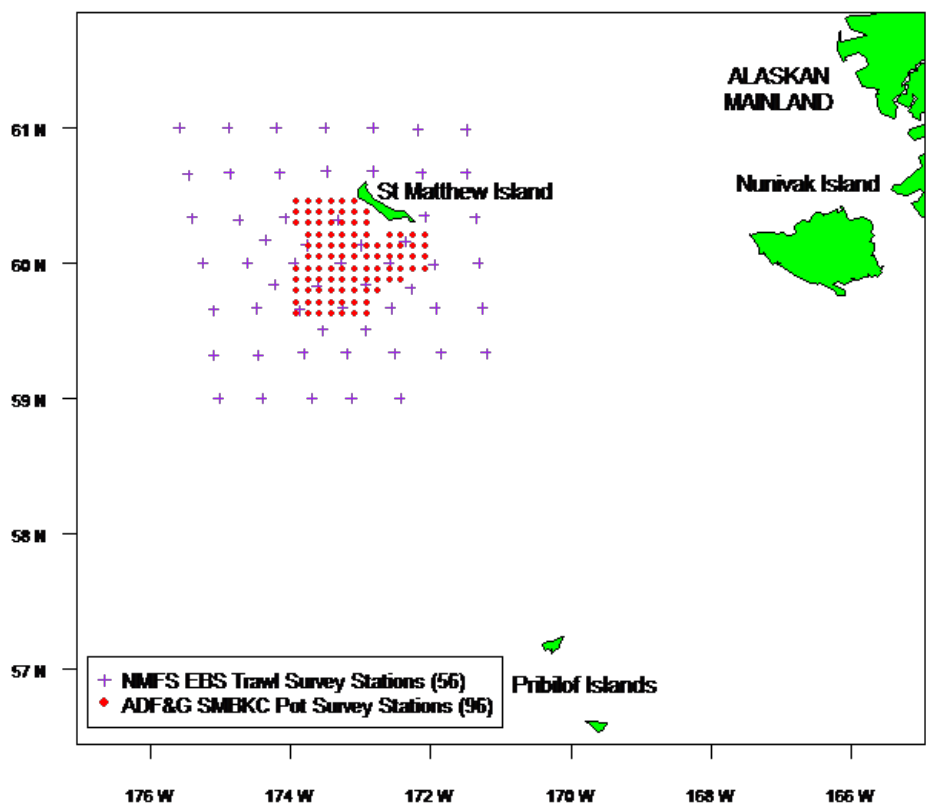 ALASKAN
MAINLAND
61 N
St Matthew Island
Nunivak Island
60 N
59 N
58 N
57 N
NMFS EBS Trawl Survey Stations (56)
ADF&G SMBKC Pot Survey Stations (96)
Pribilof Islands
176 W
174 W
172 W
170 W
168 W
166 W